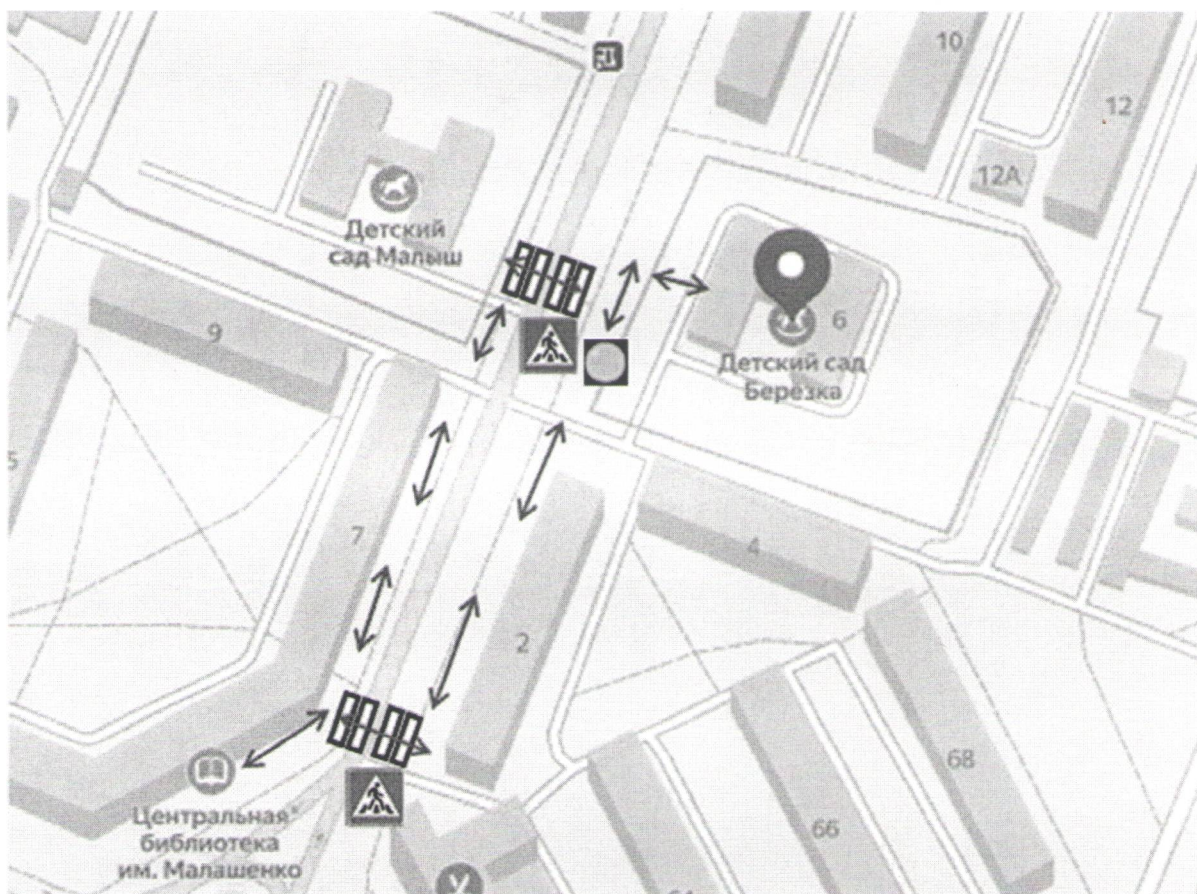 10
12
12А
Детский
сад Малыш
9
6
Детский сад
Березка
5
7
4
2
68
66
Центральная
библиотека
им. Малашенко
У